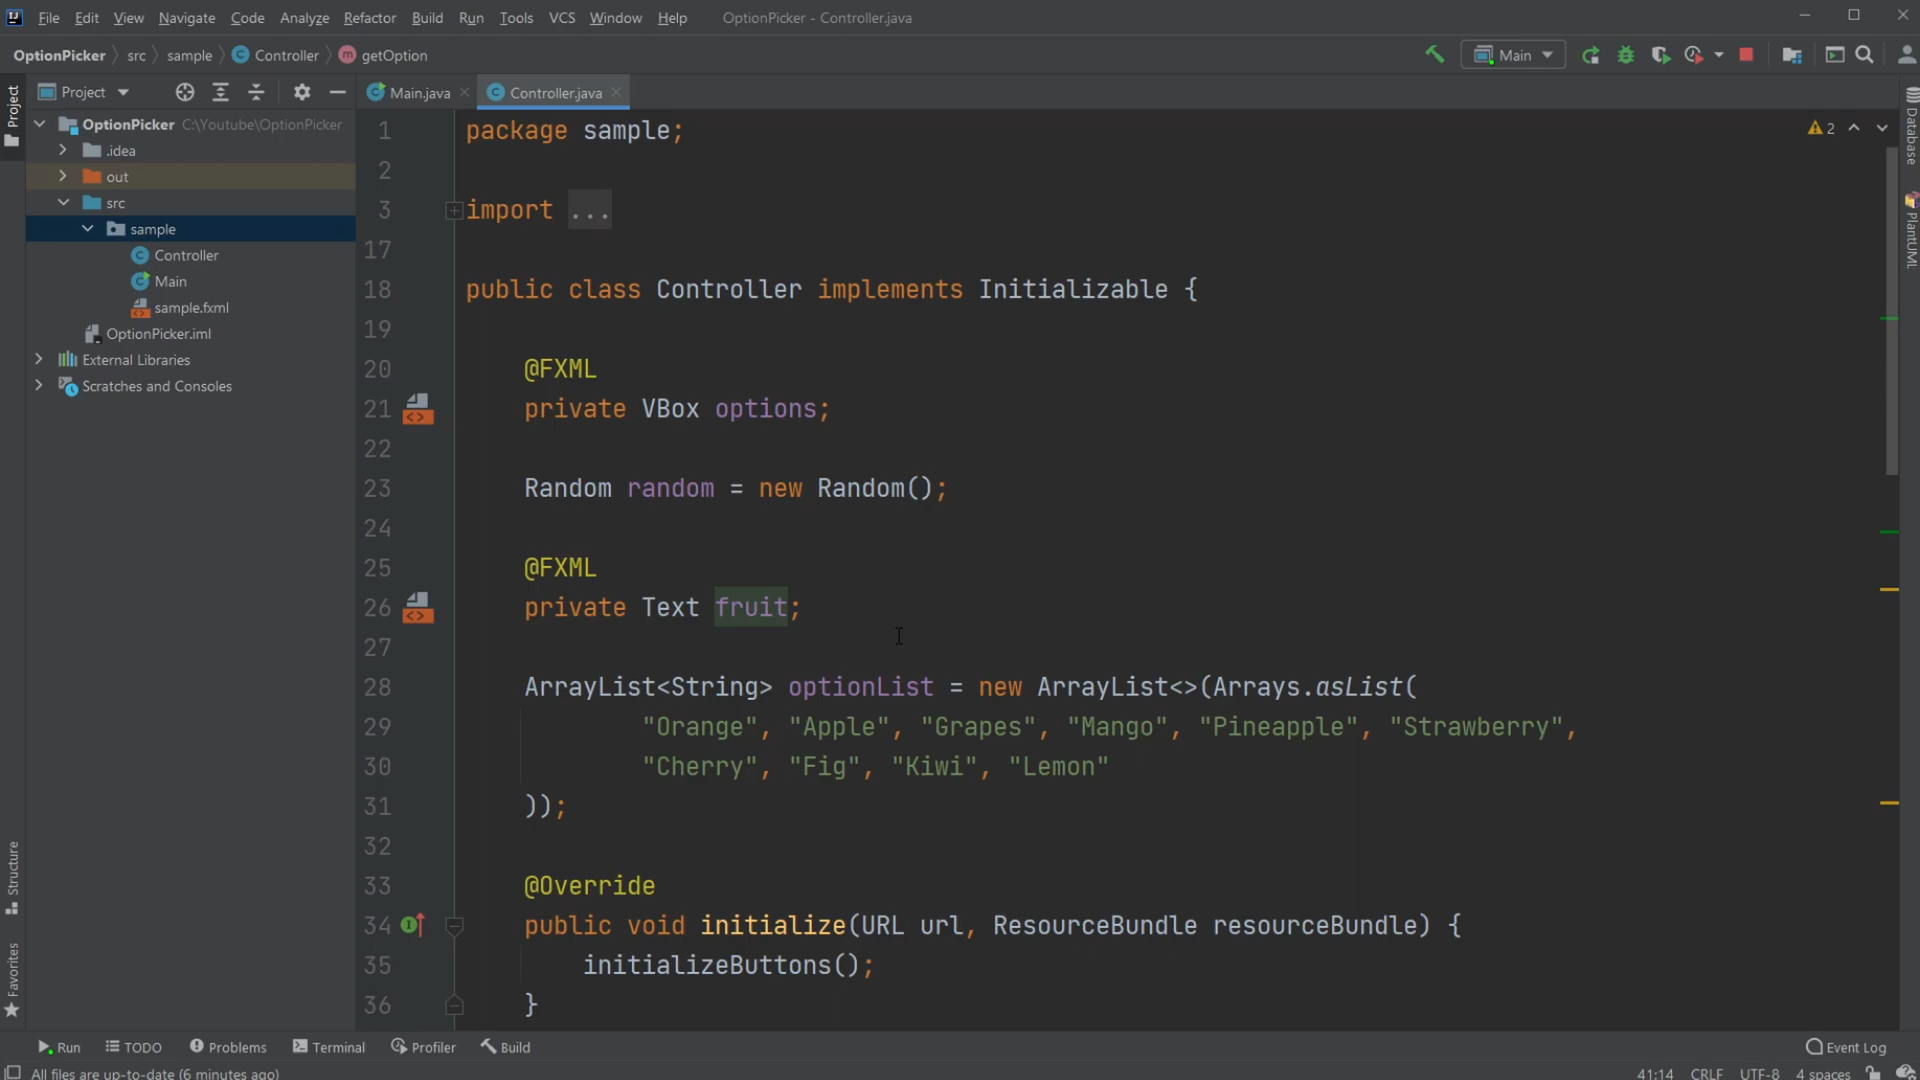 File Edit View Navigate Code Analyze Refactor Build Run Tools VCS Window Help OptionPicker - Controller.java
OptionPicker src sample Controller getOption Main
Project Main.java Controller.java
OptionPicker C:\Youtube\OptionPicker
.idea
out
src
sample
Controller
Main
sample.fxml
OptionPicker.iml
External Libraries
Scratches and Consoles
Project
Structure
Favorites
1 package sample;
2
3 import ...
17
18 public class Controller implements Initializable {
19
20 @FXML
21 private VBox options;
22
23 Random random = new Random();
24
25 @FXML
26 private Text fruit;
27
28 ArrayList<String> optionList = new ArrayList<>(Arrays.asList(
29 "Orange", "Apple", "Grapes", "Mango", "Pineapple", "Strawberry",
30 "Cherry", "Fig", "Kiwi", "Lemon"
31 ));
32
33 @Override
34 public void initialize(URL url, ResourceBundle resourceBundle) {
35 initializeButtons();
36 }
2
Database
PlantUML
Run TODO Problems Terminal Profiler Build Event Log
All files are up-to-date (6 minutes ago) 41:14 CRLF UTF-8 4 spaces